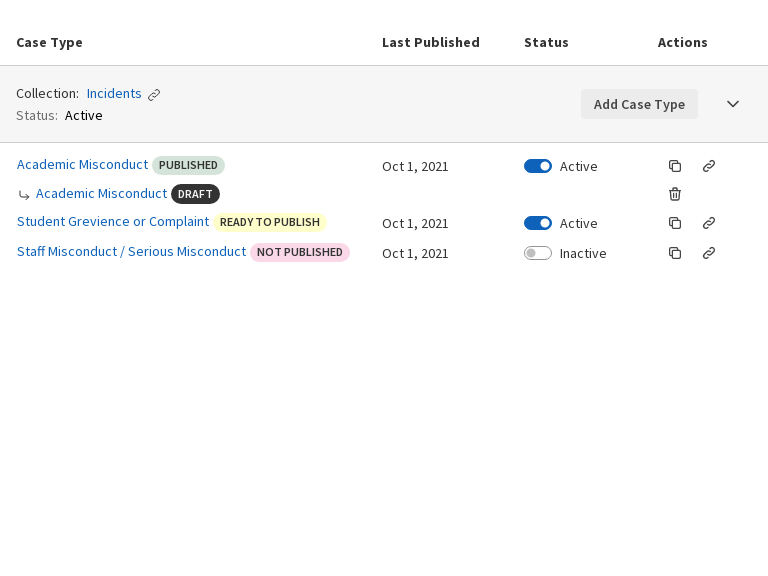 Case Type Last Published Status Actions
Collection: Incidents
Status: Active
Add Case Type
Academic Misconduct PUBLISHED Oct 1, 2021 Active
Academic Misconduct DRAFT
Student Grevience or Complaint READY TO PUBLISH Oct 1, 2021 Active
Staff Misconduct / Serious Misconduct NOT PUBLISHED Oct 1, 2021 Inactive